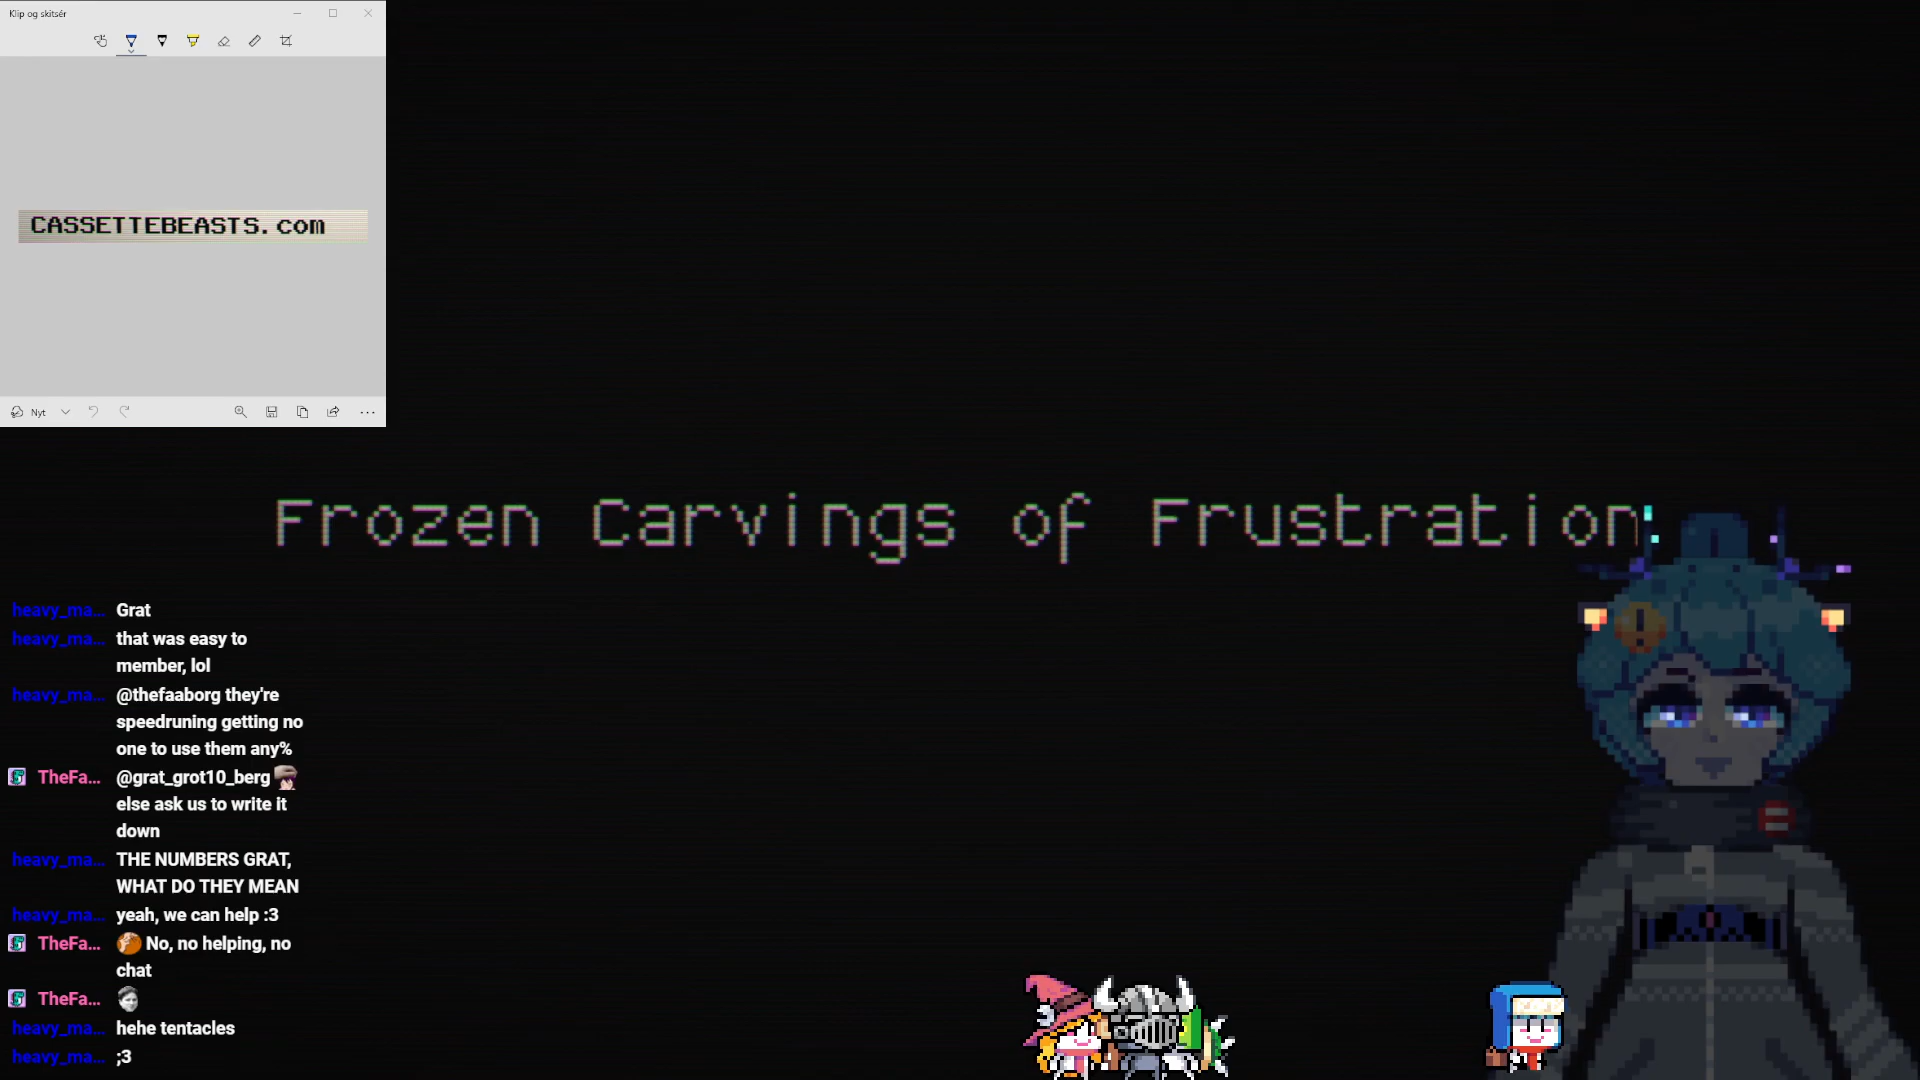 Klip og skitsér
CASSETTEBEASTS.com
Nyt
Frozen Carvings of Frustration
heavy_ma... Grat
heavy_ma... that was easy to
member, lol
heavy_ma... @thefaaborg they're
speedruning getting no
one to use them any%
TheFa... @grat_grot10_berg
else ask us to write it
down
heavy_ma... THE NUMBERS GRAT,
WHAT DO THEY MEAN
heavy_ma... yeah, we can help :3
TheFa... No, no helping, no
chat
TheFa...
heavy_ma... hehe tentacles
heavy_ma... ;3